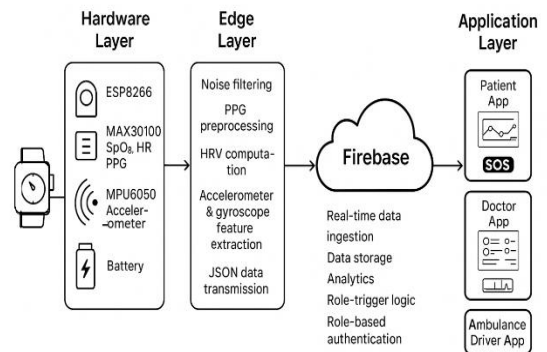 Hardware
Layer
ESP8266
MAX30100
SpO₈, HR
PPG
MPU6050
Acceler-
ometer
Battery
Edge
Layer
Noise filtering
PPG
preprocessing
HRV computa-
tion
Accelerometer
& gyroscope
feature
extraction
JSON data
transmission
Firebase
Real-time data
ingestion
Data storage
Analytics
Role-trigger logic
Role-based
authentication
Application
Layer
Patient
App
SOS
Doctor
App
Ambulance
Driver App